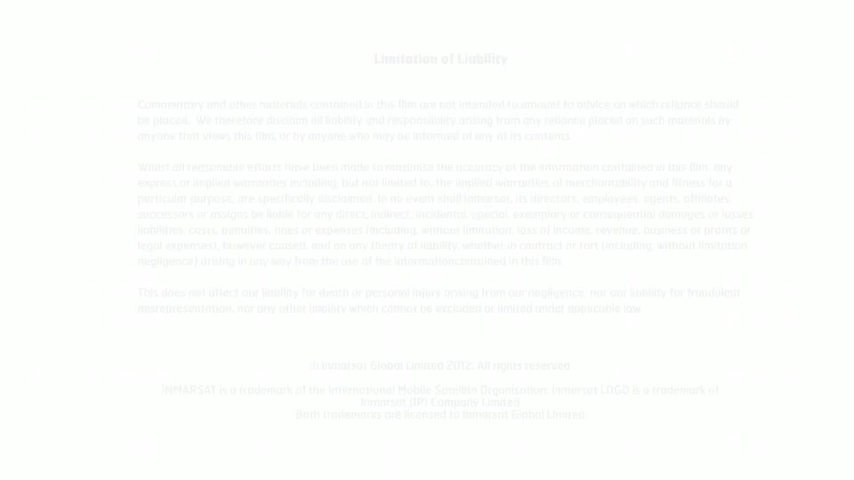 Limitation of Liability
Commentary and other materials contained in this film are not intended to amount to advice on which reliance should
be placed. We therefore disclaim all liability and responsibility arising from any reliance placed on such materials by
anyone that views this film, or by anyone who may be informed of any of its contents.
Whilst all reasonable efforts have been made to maximise the accuracy of the information contained in this film, any
express or implied warranties including, but not limited to, the implied warranties of merchantability and fitness for a
particular purpose, are specifically disclaimed. In no event shall Inmarsat, its directors, employees, agents, affiliates,
successors or assigns be liable for any direct, indirect, incidental, special, exemplary or consequential damages or losses,
liabilities, costs, penalties, fines or expenses (including, without limitation, loss of income, revenue, business or profits or
legal expenses), however caused, and on any theory of liability, whether in contract or tort (including, without limitation
negligence) arising in any way from the use of the information contained in this film.
This does not affect our liability for death or personal injury arising from our negligence, nor our liability for fraudulent
misrepresentation, nor any other liability which cannot be excluded or limited under applicable law.
© Inmarsat Global Limited 2012. All rights reserved.
INMARSAT is a trademark of the International Mobile Satellite Organisation; Inmarsat LOGO is a trademark of
Inmarsat (IP) Company Limited.
Both trademarks are licensed to Inmarsat Global Limited.